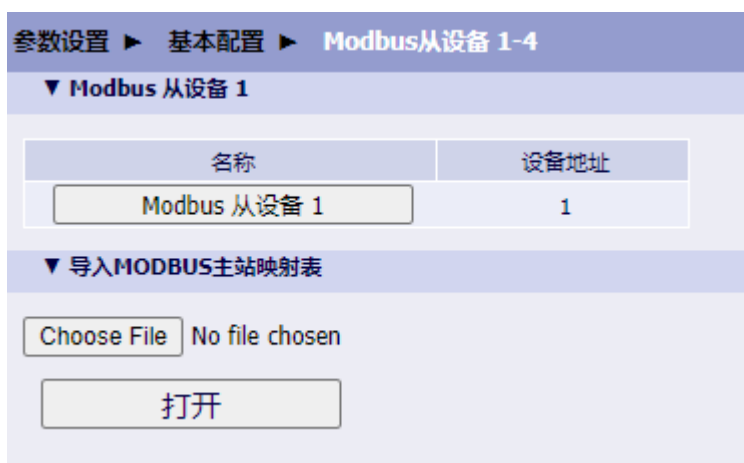 参数设置 ► 基本配置 ► Modbus从设备 1-4
▼ Modbus 从设备 1
名称 设备地址
Modbus 从设备 1 1
▼ 导入MODBUS主站映射表
Choose File No file chosen
打开